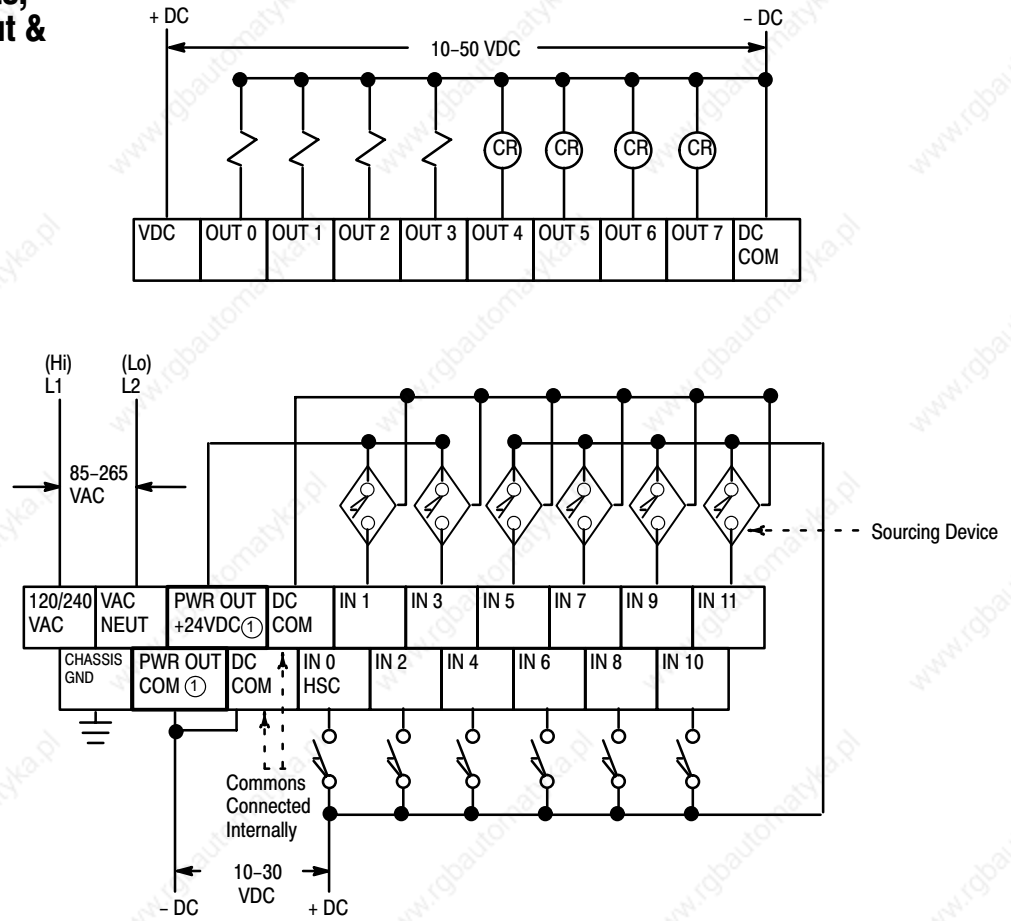 ut &
+ DC
– DC
10–50 VDC
CR CR CR CR
VDC OUT 0 OUT 1 OUT 2 OUT 3 OUT 4 OUT 5 OUT 6 OUT 7 DC
COM
(Hi)
L1
(Lo)
L2
85–265
VAC
Sourcing Device
120/240
VAC
VAC
NEUT
PWR OUT
+24VDC①
DC
COM
IN 1 IN 3 IN 5 IN 7 IN 9 IN 11
CHASSIS
GND
PWR OUT
COM ①
DC
COM
IN 0
HSC
IN 2 IN 4 IN 6 IN 8 IN 10
Commons
Connected
Internally
10–30
VDC
– DC
+ DC
www.rgbautomatyka.pl